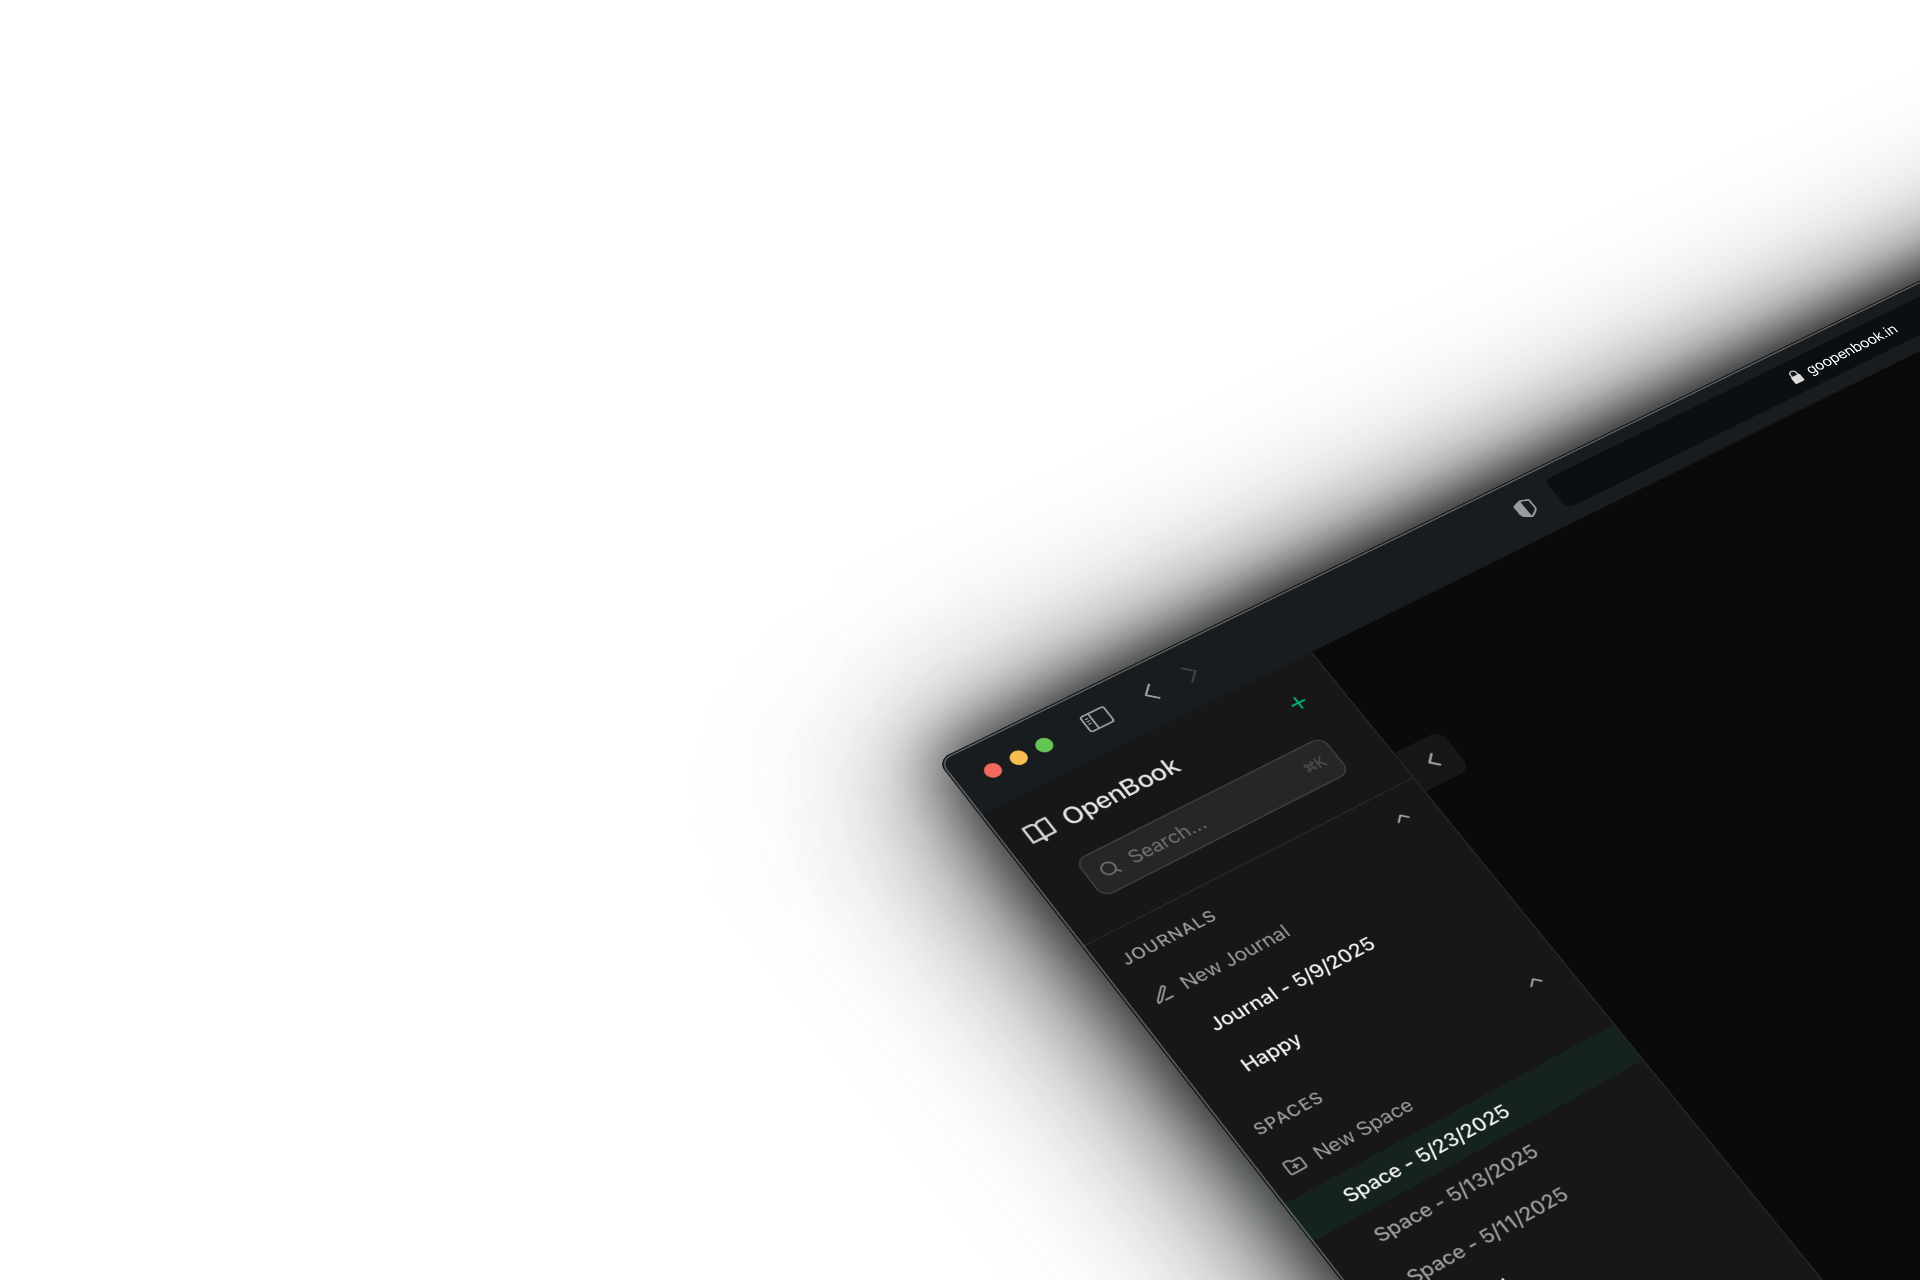 goopenbook.in
OpenBook
Search... ⌘K
JOURNALS
New Journal
Journal - 5/9/2025
Happy
SPACES
New Space
Space - 5/23/2025
Space - 5/13/2025
Space - 5/11/2025